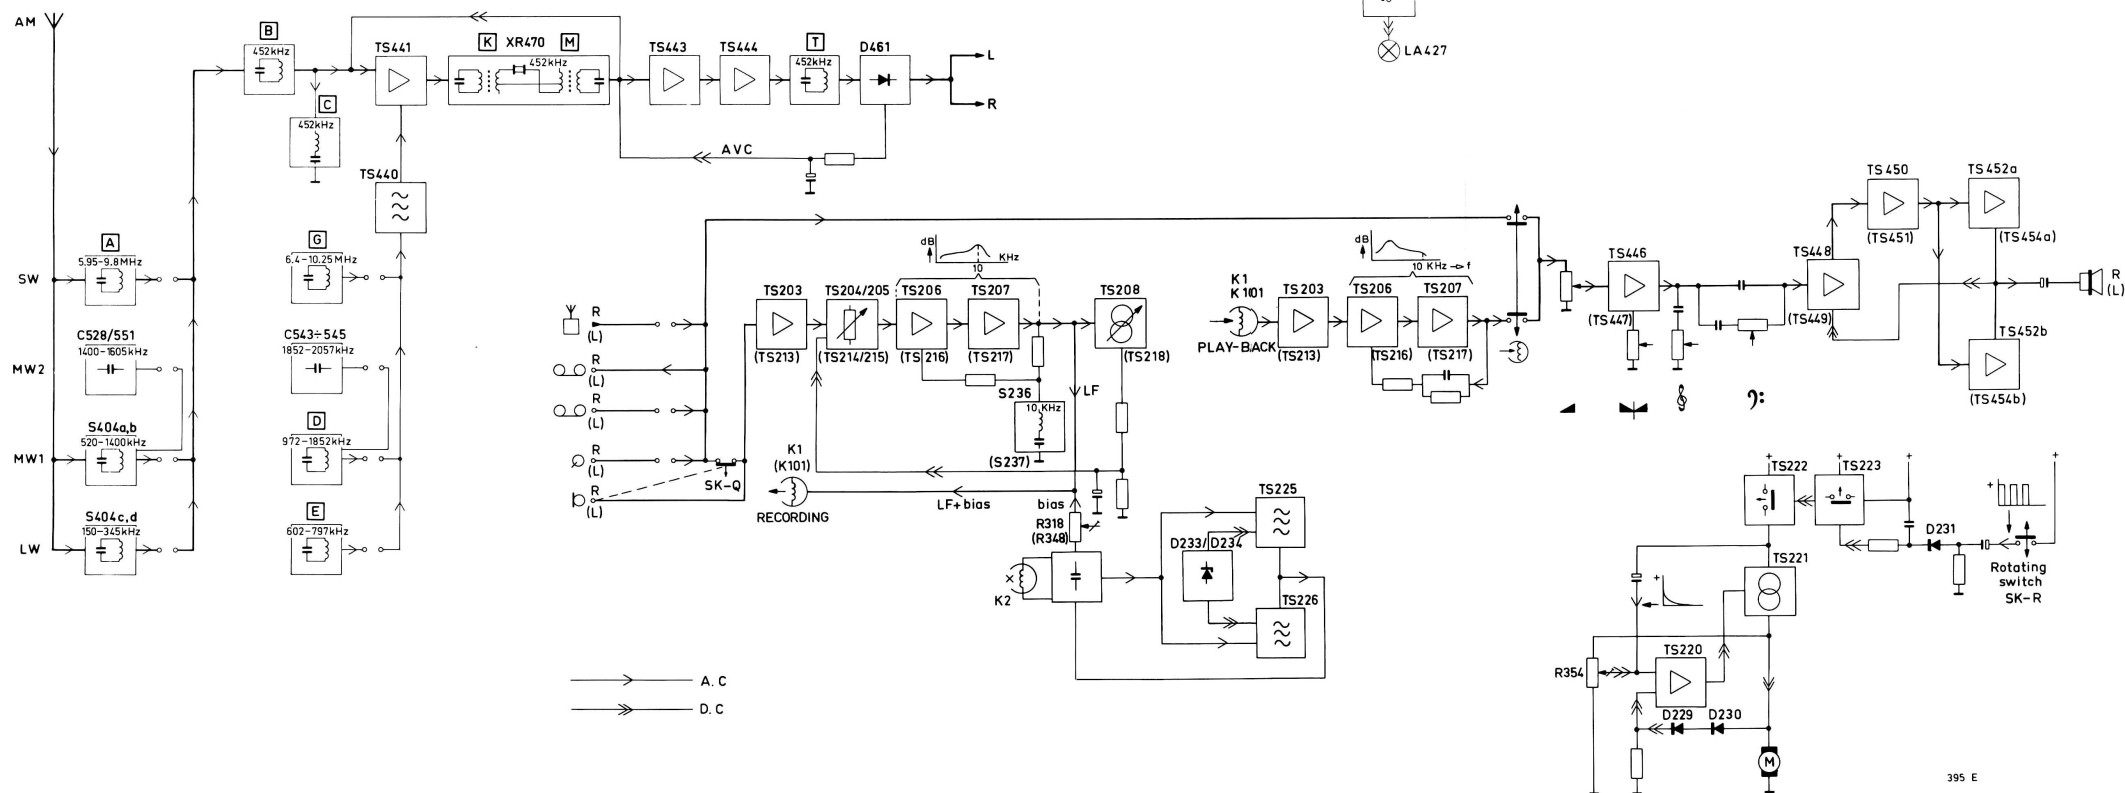 AM
B
452kHz
C
452kHz
TS441
K XR470 M
452kHz
TS443
TS444
T
452kHz
D461
L
R
AVC
TS440
LA427
A
5.95-9.8MHz
SW
G
6.4-10.25MHz
C528/551
1400-1605kHz
MW2
C543÷545
1852-2057kHz
S404a,b
520-1400kHz
MW1
D
972-1852kHz
S404c,d
150-345kHz
LW
E
602-797kHz
R
(L)
R
(L)
R
(L)
R
(L)
R
(L)
SK-Q
TS203
(TS213)
TS204/205
(TS214/215)
dB
KHz
10
TS206
(TS216)
TS207
(TS217)
TS208
(TS218)
S236
10 KHz
(S237)
LF
K1
(K101)
RECORDING
LF+bias
bias
R318
(R348)
K2
TS225
D233/D234
TS226
K1
K101
PLAY-BACK
TS203
(TS213)
dB
10 KHz → f
TS206
(TS216)
TS207
(TS217)
TS446
(TS447)
TS448
(TS449)
TS450
(TS451)
TS452a
(TS454a)
R
(L)
TS452b
(TS454b)
+
TS222
+
TS223
+
+
+
D231
Rotating
switch
SK-R
TS221
+
R354
TS220
D229
D230
M
A.C
D.C
395 E